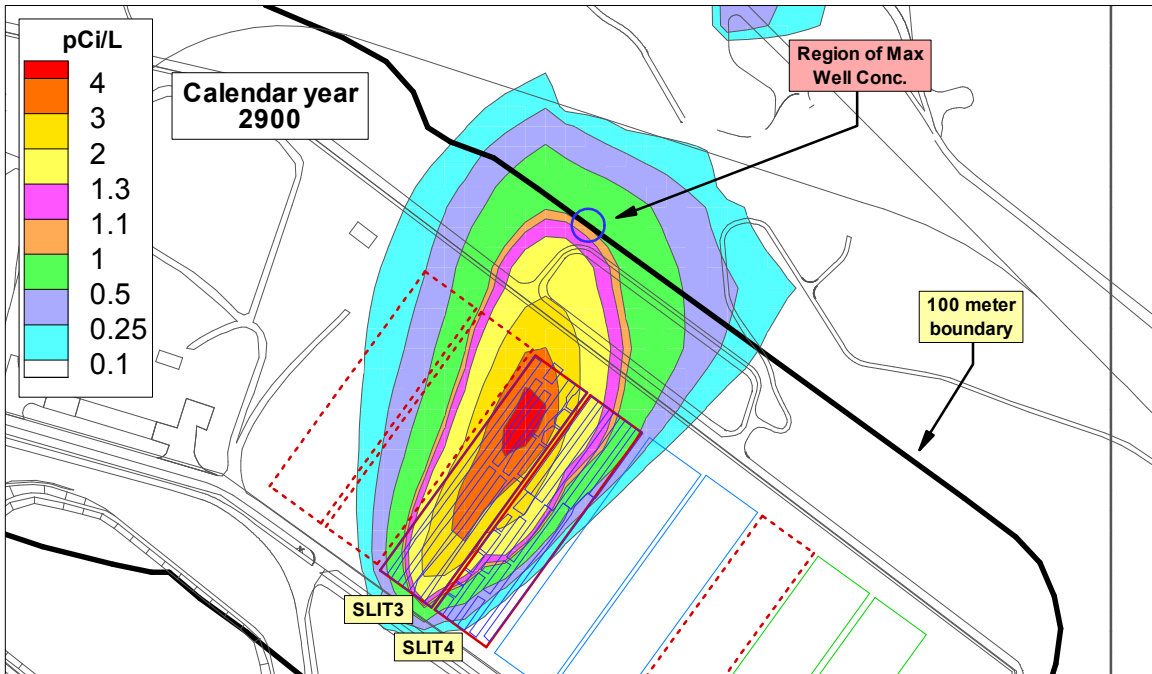 pCi/L
4
3
2
1.3
1.1
1
0.5
0.25
0.1
Calendar year
2900
Region of Max
Well Conc.
100 meter
boundary
SLIT3
SLIT4